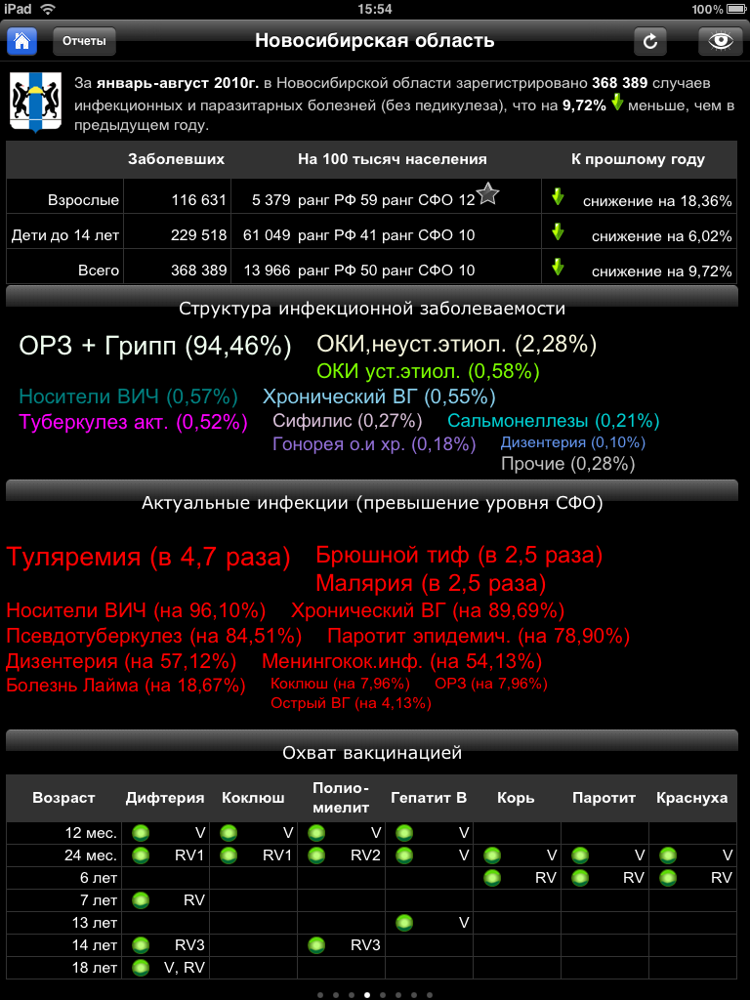 iPad 15:54 100%
Отчеты Новосибирская область
За январь-август 2010г. в Новосибирской области зарегистрировано 368 389 случаев
инфекционных и паразитарных болезней (без педикулеза), что на 9,72% меньше, чем в
предыдущем году.
Заболевших На 100 тысяч населения К прошлому году
Взрослые 116 631 5 379 ранг РФ 59 ранг СФО 12 снижение на 18,36%
Дети до 14 лет 229 518 61 049 ранг РФ 41 ранг СФО 10 снижение на 6,02%
Всего 368 389 13 966 ранг РФ 50 ранг СФО 10 снижение на 9,72%
Структура инфекционной заболеваемости
ОРЗ + Грипп (94,46%) ОКИ,неуст.этиол. (2,28%)
ОКИ уст.этиол. (0,58%)
Носители ВИЧ (0,57%) Хронический ВГ (0,55%)
Туберкулез акт. (0,52%) Сифилис (0,27%) Сальмонеллезы (0,21%)
Гонорея о.и хр. (0,18%) Дизентерия (0,10%)
Прочие (0,28%)
Актуальные инфекции (превышение уровня СФО)
Туляремия (в 4,7 раза) Брюшной тиф (в 2,5 раза)
Малярия (в 2,5 раза)
Носители ВИЧ (на 96,10%) Хронический ВГ (на 89,69%)
Псевдотуберкулез (на 84,51%) Паротит эпидемич. (на 78,90%)
Дизентерия (на 57,12%) Менингокок.инф. (на 54,13%)
Болезнь Лайма (на 18,67%) Коклюш (на 7,96%) ОРЗ (на 7,96%)
Острый ВГ (на 4,13%)
Охват вакцинацией
Возраст Дифтерия Коклюш Полио-миелит Гепатит В Корь Паротит Краснуха
12 мес. V V V V
24 мес. RV1 RV1 RV2 V V V V
6 лет RV RV RV
7 лет RV
13 лет V
14 лет RV3 RV3
18 лет V, RV